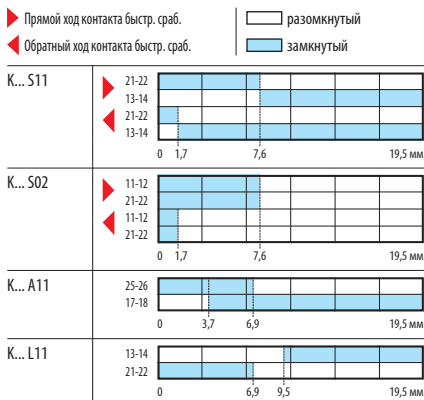 Прямой ход контакта быстр. сраб.
разомкнутый
Обратный ход контакта быстр. сраб.
замкнутый
K... S11
21-22
13-14
21-22
13-14
0 1,7 7,6 19,5 мм
K... S02
11-12
21-22
11-12
21-22
0 1,7 7,6 19,5 мм
K... A11
25-26
17-18
0 3,7 6,9 19,5 мм
K... L11
13-14
21-22
0 6,9 9,5 19,5 мм